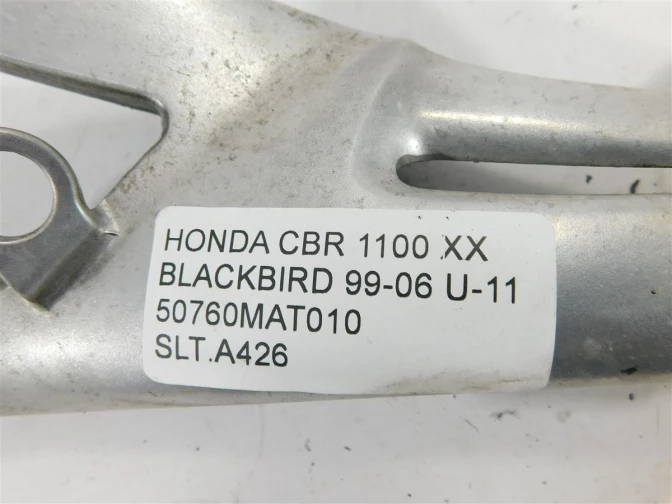 HONDA CBR 1100 XX
BLACKBIRD 99-06 U-11
50760MAT010
SLT.A426